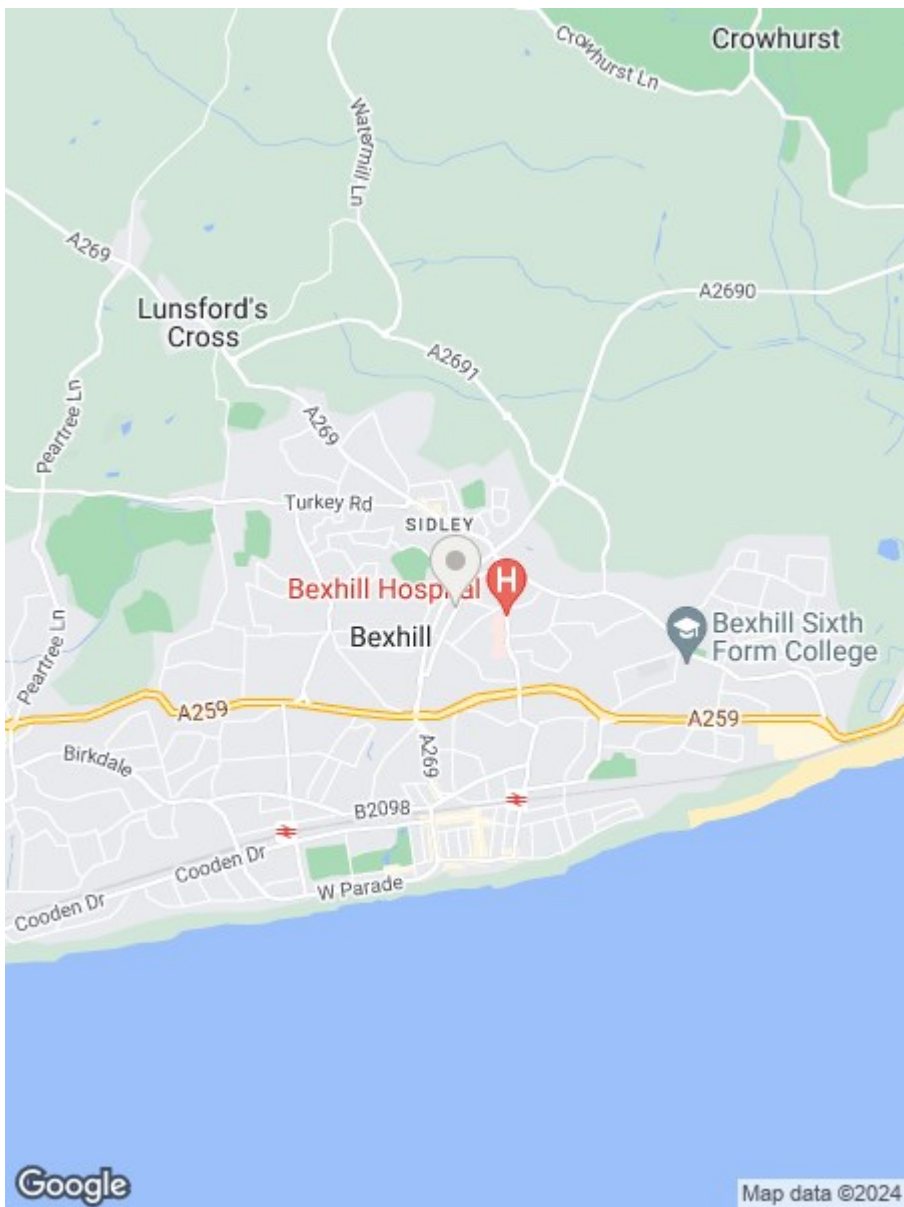 Crowhurst
Crowhurst Ln
Watermill Ln
A269
A2690
Lunsford's
Cross
A2691
Peartree Ln
A269
Turkey Rd
SIDLEY
Bexhill Hospital
H
Bexhill
Bexhill Sixth
Form College
Peartree Ln
A259
A259
Birkdale
A269
B2098
Cooden Dr
W Parade
Cooden Dr
Google
Map data ©2024